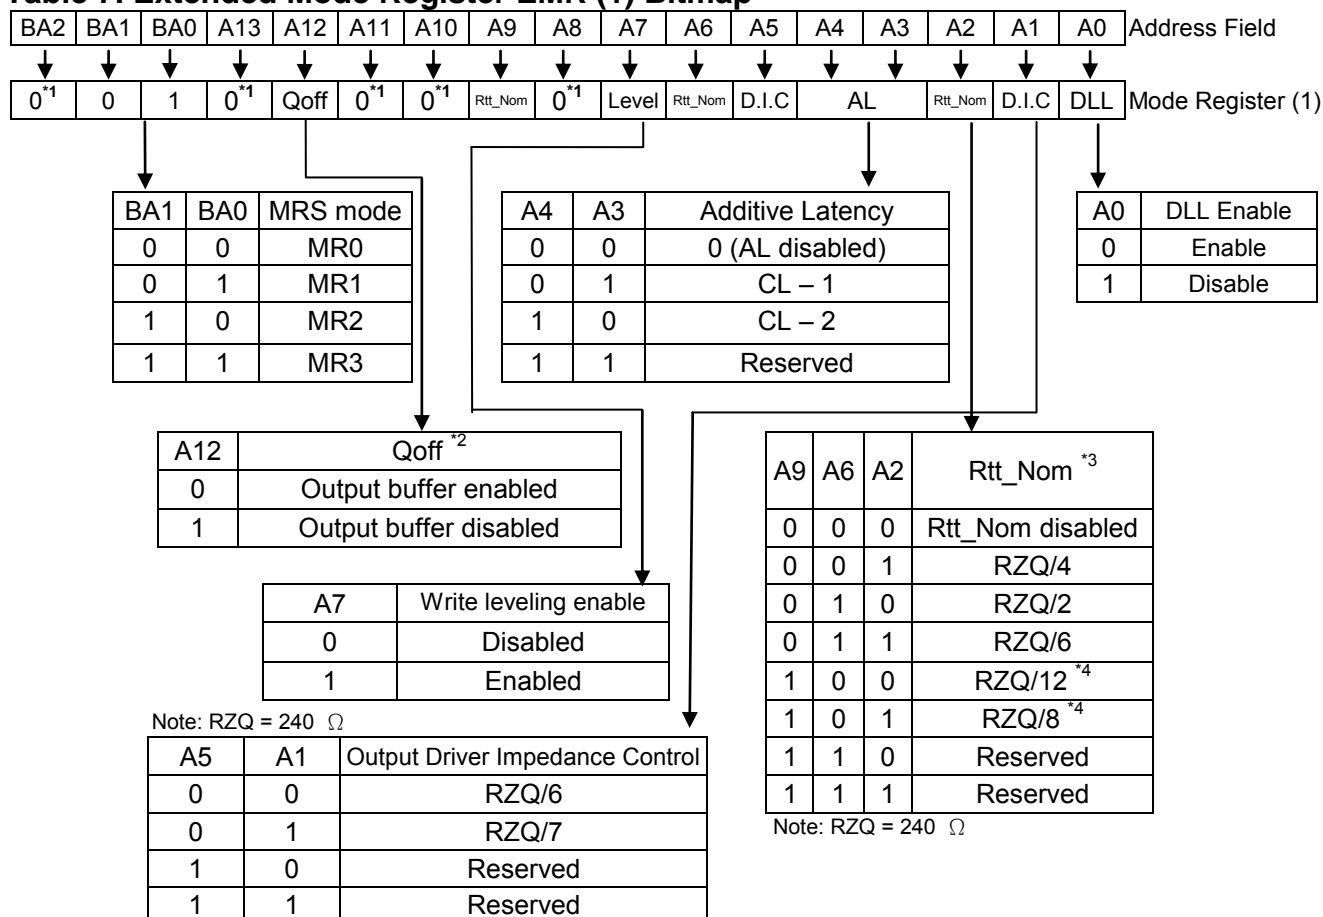 BA2 BA1 BA0 A13 A12 A11 A10 A9 A8 A7 A6 A5 A4 A3 A2 A1 A0 Address Field
0*1 0 1 0*1 Qoff 0*1 0*1 Rtt_Nom 0*1 Level Rtt_Nom D.I.C AL Rtt_Nom D.I.C DLL Mode Register (1)
BA1 BA0 MRS mode
0 0 MR0
0 1 MR1
1 0 MR2
1 1 MR3
A4 A3 Additive Latency
0 0 0 (AL disabled)
0 1 CL – 1
1 0 CL – 2
1 1 Reserved
A0 DLL Enable
0 Enable
1 Disable
A12 Qoff *2
0 Output buffer enabled
1 Output buffer disabled
A7 Write leveling enable
0 Disabled
1 Enabled
Note: RZQ = 240 Ω
A5 A1 Output Driver Impedance Control
0 0 RZQ/6
0 1 RZQ/7
1 0 Reserved
1 1 Reserved
A9 A6 A2 Rtt_Nom *3
0 0 0 Rtt_Nom disabled
0 0 1 RZQ/4
0 1 0 RZQ/2
0 1 1 RZQ/6
1 0 0 RZQ/12 *4
1 0 1 RZQ/8 *4
1 1 0 Reserved
1 1 1 Reserved
Note: RZQ = 240 Ω